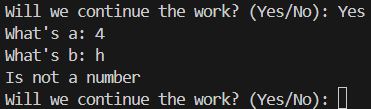 Will we continue the work? (Yes/No): Yes
What's a: 4
What's b: h
Is not a number
Will we continue the work? (Yes/No):